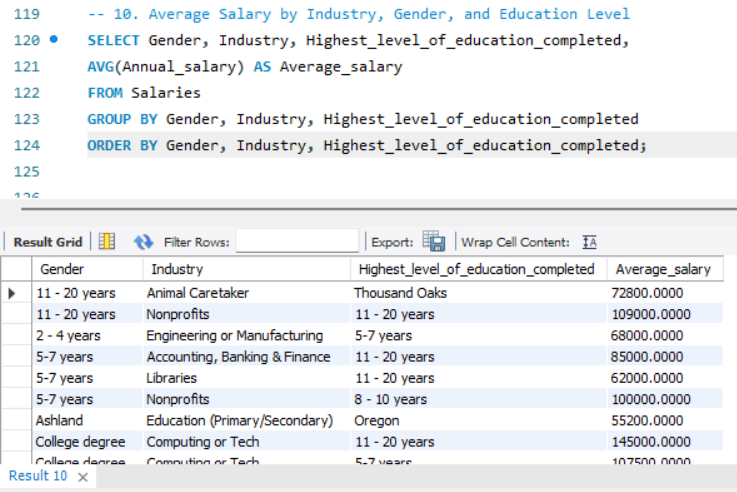 119 -- 10. Average Salary by Industry, Gender, and Education Level
120 SELECT Gender, Industry, Highest_level_of_education_completed,
121 AVG(Annual_salary) AS Average_salary
122 FROM Salaries
123 GROUP BY Gender, Industry, Highest_level_of_education_completed
124 ORDER BY Gender, Industry, Highest_level_of_education_completed;
125
126
Result Grid Filter Rows: Export: Wrap Cell Content: IA
Gender Industry Highest_level_of_education_completed Average_salary
11 - 20 years Animal Caretaker Thousand Oaks 72800.0000
11 - 20 years Nonprofits 11 - 20 years 109000.0000
2 - 4 years Engineering or Manufacturing 5-7 years 68000.0000
5-7 years Accounting, Banking & Finance 11 - 20 years 85000.0000
5-7 years Libraries 11 - 20 years 62000.0000
5-7 years Nonprofits 8 - 10 years 100000.0000
Ashland Education (Primary/Secondary) Oregon 55200.0000
College degree Computing or Tech 11 - 20 years 145000.0000
College degree Computing or Tech 5-7 years 107500.0000
Result 10